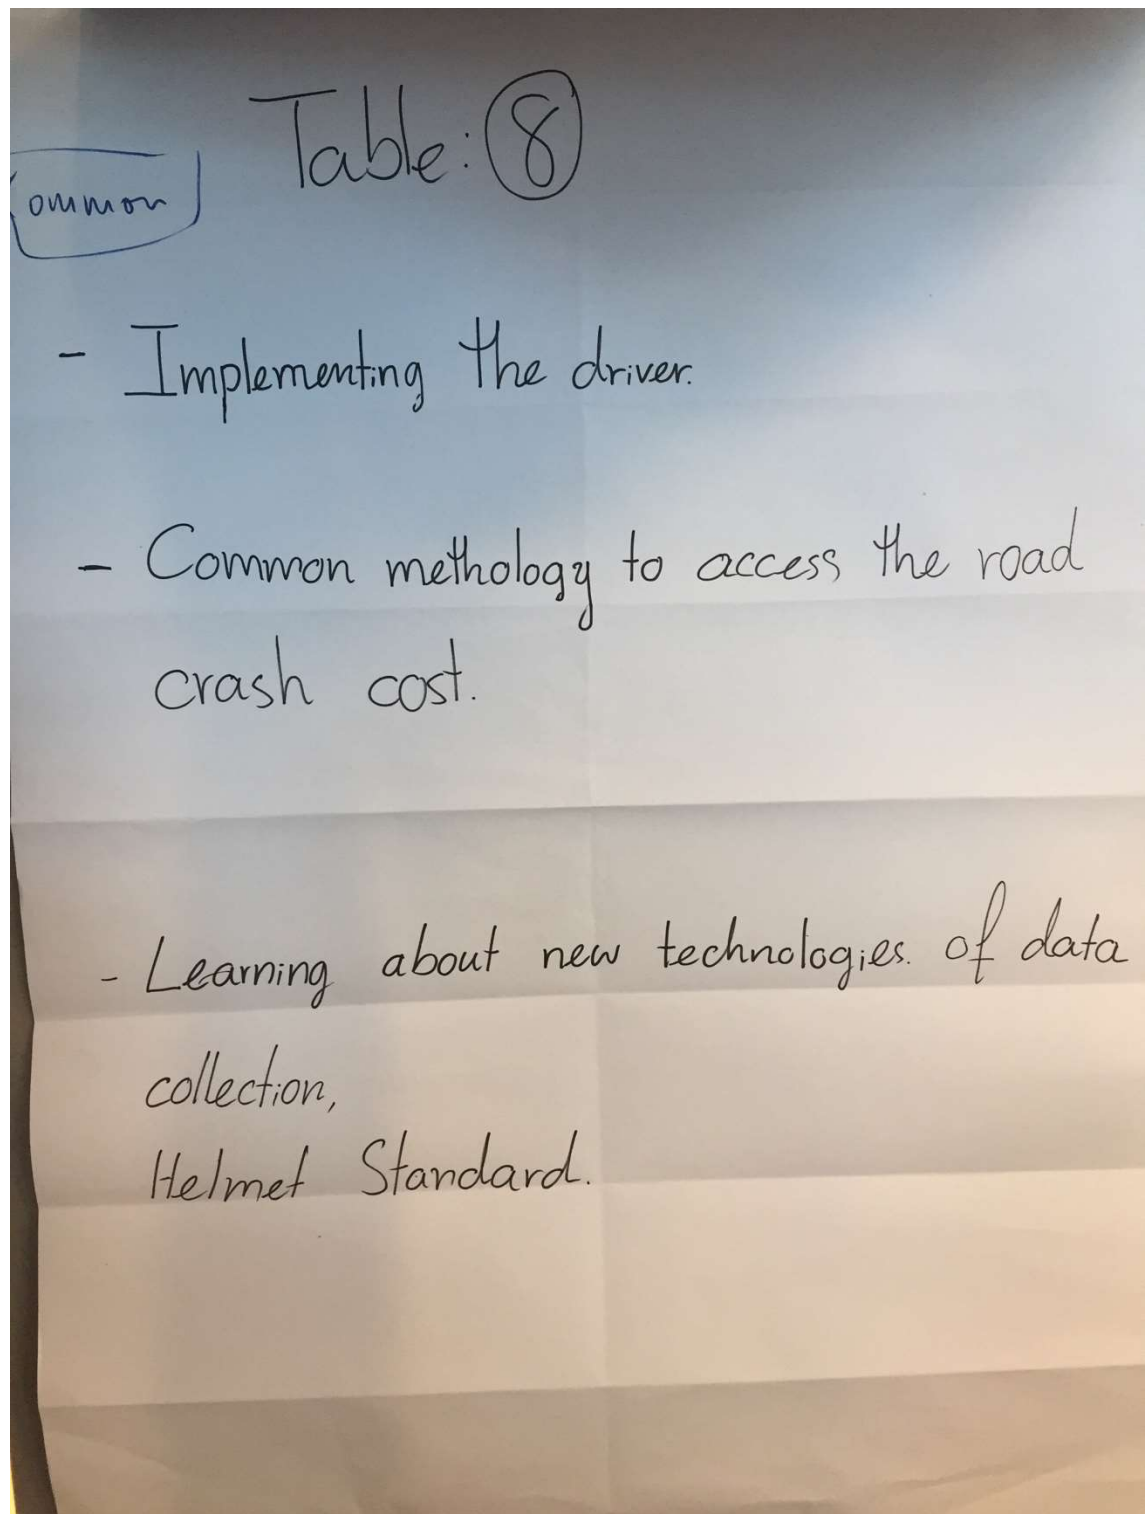 Table: 8
ommon
- Implementing the driver.
- Common methology to access the road
crash cost.
- Learning about new technologies. of data
collection,
Helmet Standard.